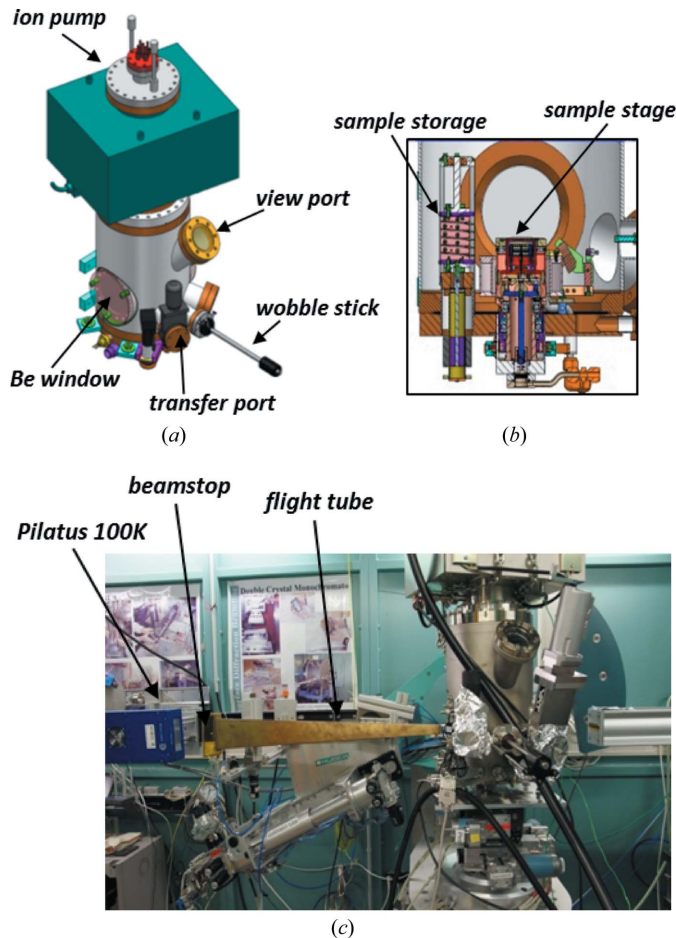 ion pump
view port
wobble stick
Be window
transfer port
(a)
sample storage
sample stage
(b)
beamstop
Pilatus 100K
flight tube
Double Crystal Monochromator
(c)